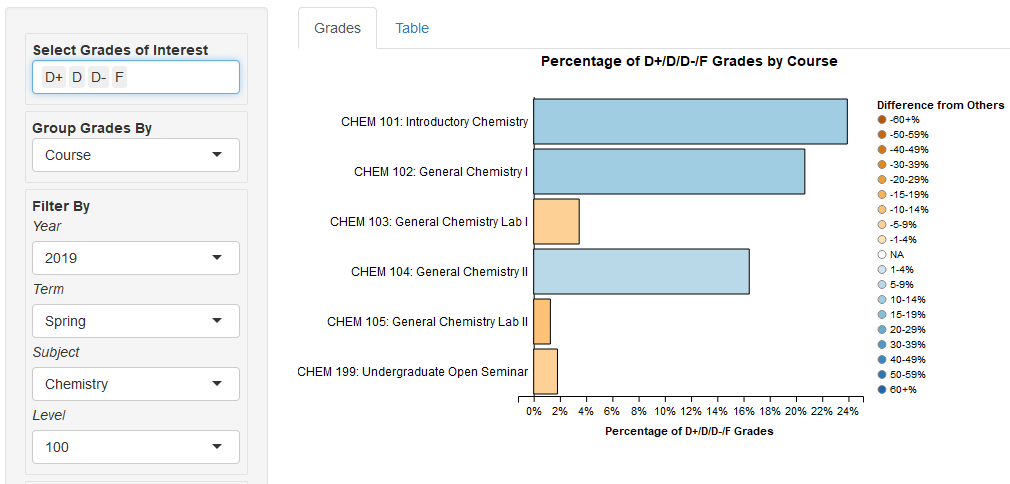 Select Grades of Interest
D+ D D- F
Group Grades By
Course
Filter By
Year
2019
Term
Spring
Subject
Chemistry
Level
100
Grades Table
Percentage of D+/D/D-/F Grades by Course
CHEM 101: Introductory Chemistry
CHEM 102: General Chemistry I
CHEM 103: General Chemistry Lab I
CHEM 104: General Chemistry II
CHEM 105: General Chemistry Lab II
CHEM 199: Undergraduate Open Seminar
0% 2% 4% 6% 8% 10% 12% 14% 16% 18% 20% 22% 24%
Percentage of D+/D/D-/F Grades
Difference from Others
-60+%
-50-59%
-40-49%
-30-39%
-20-29%
-15-19%
-10-14%
-5-9%
-1-4%
NA
1-4%
5-9%
10-14%
15-19%
20-29%
30-39%
40-49%
50-59%
60+%